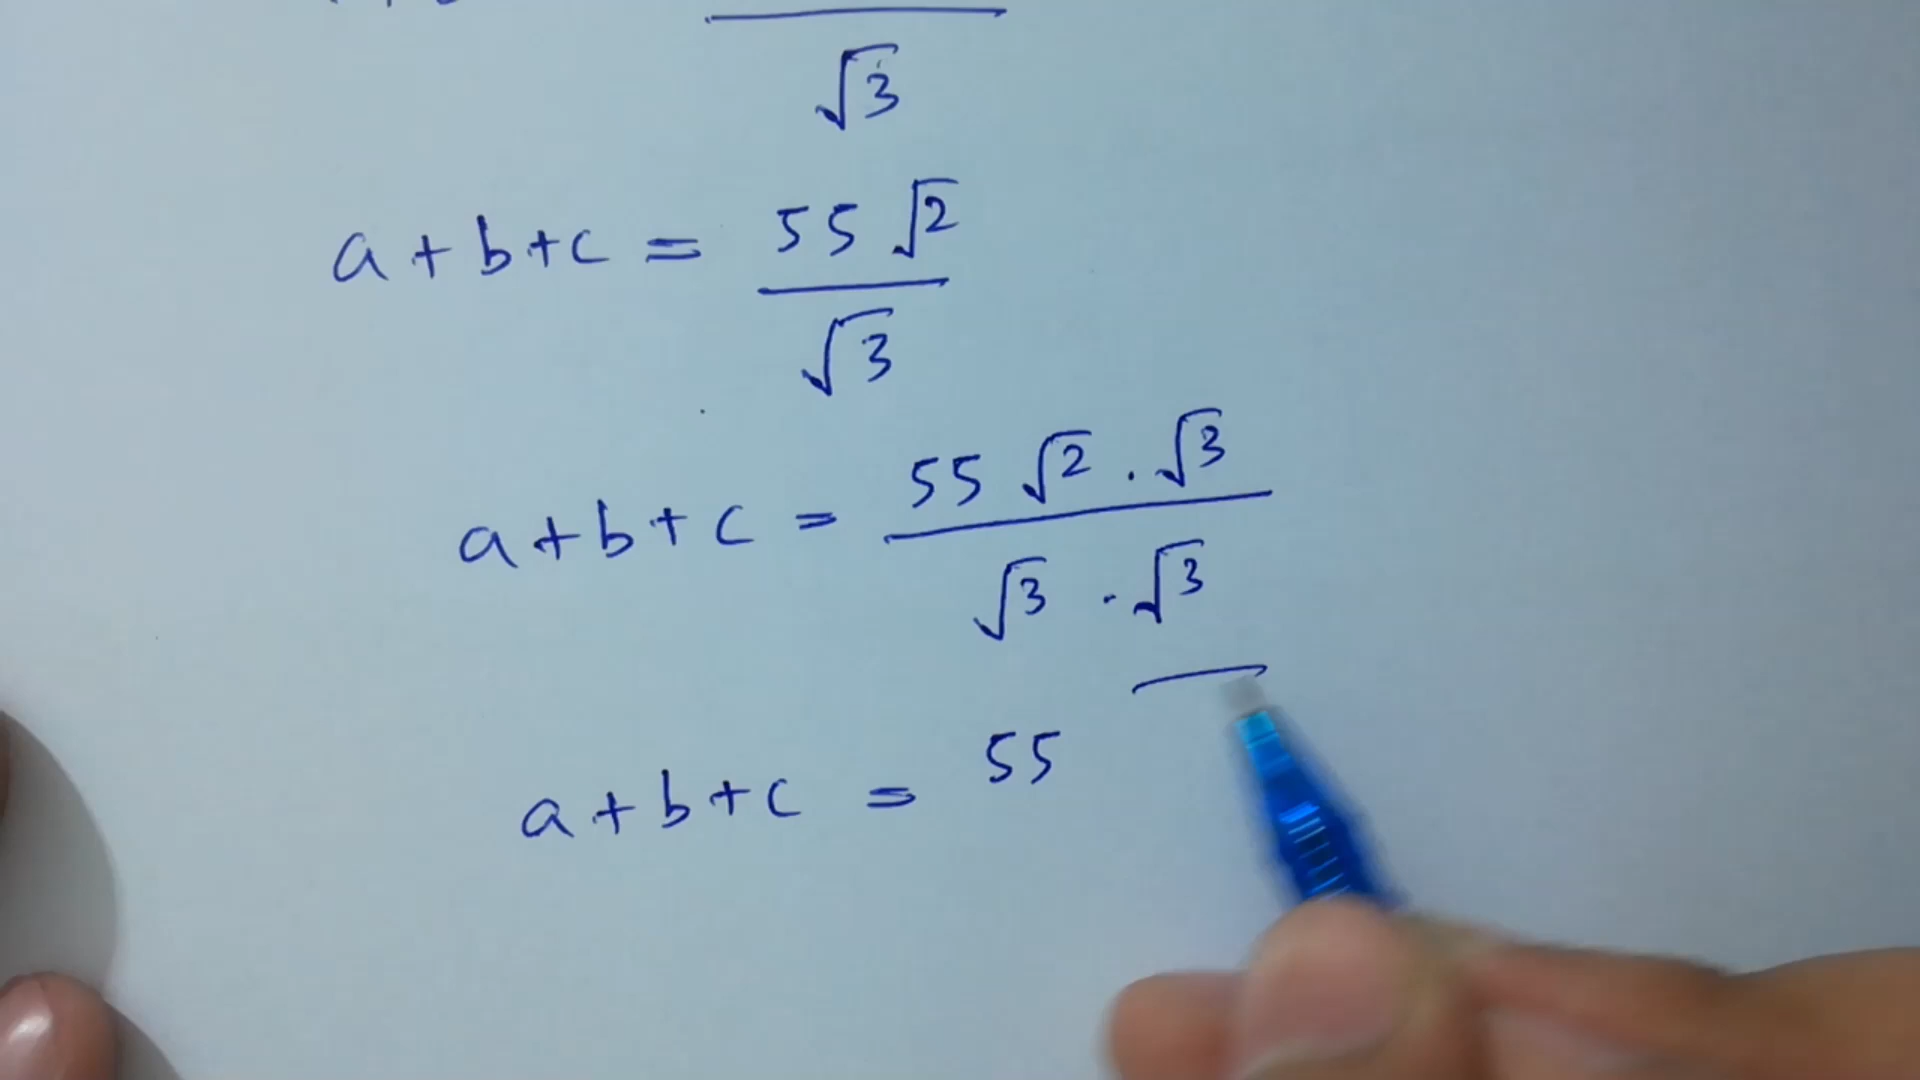 √3
a+b+c = 55√2 / √3
a+b+c = 55√2 . √3 / √3 . √3
a+b+c = 55